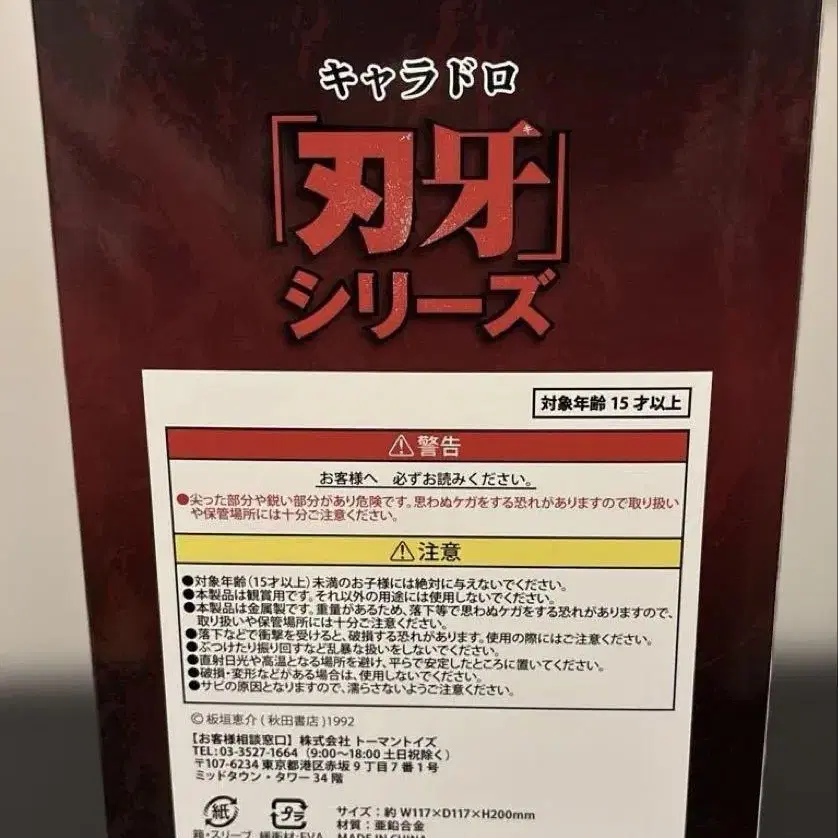 キャラドロ
「刃牙」
キ
シリーズ
対象年齢 15 才以上
⚠警告
お客様へ 必ずお読みください。
●尖った部分や鋭い部分があり危険です。思わぬケガをする恐れがありますので取り扱い
や保管場所には十分ご注意ください。
⚠注意
●対象年齢(15才以上)未満のお子様には絶対に与えないでください。
●本製品は観賞用です。それ以外の用途には使用しないでください。
●本製品は金属製です。重量があるため、落下等で思わぬケガをする恐れがありますので、
取り扱いや保管場所には十分ご注意ください。
●落下などで衝撃を受けると、破損する恐れがあります。使用の際にはご注意ください。
●ぶつけたり振り回すなど乱暴な扱いをしないでください。
●直射日光や高温となる場所を避け、平らで安定したところに置いてください。
●破損・変形などがある場合は、使用しないでください。
●サビの原因となりますので、濡らさないようご注意ください。
©板垣恵介(秋田書店)1992
【お客様相談窓口】株式会社 トーマントイズ
TEL:03-3527-1664 (9:00〜18:00 土日祝除く)
〒107-6234 東京都港区赤坂9丁目7番1号
ミッドタウン・タワー 34 階
紙
プラ
サイズ:約 W117×D117×H200mm
材質:亜鉛合金
箱・スリーブ 緩衝材:EVA
MADE IN CHINA